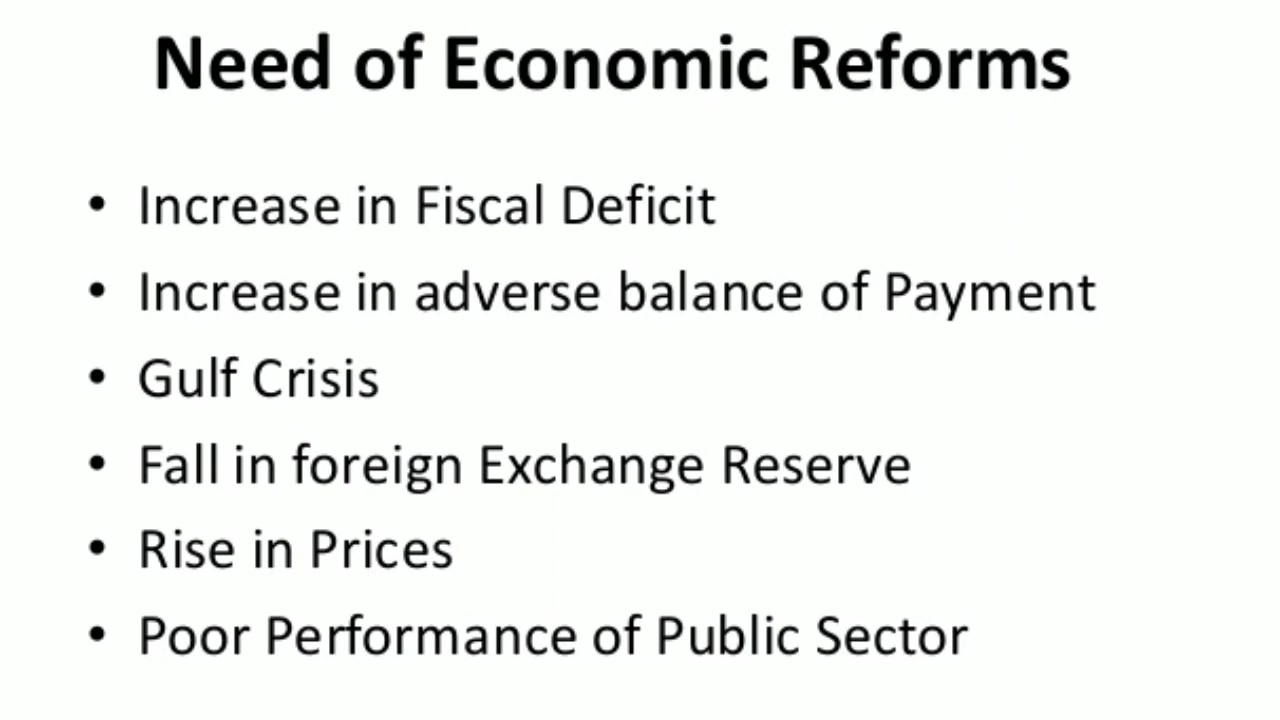 Need of Economic Reforms
• Increase in Fiscal Deficit
• Increase in adverse balance of Payment
• Gulf Crisis
• Fall in foreign Exchange Reserve
• Rise in Prices
• Poor Performance of Public Sector